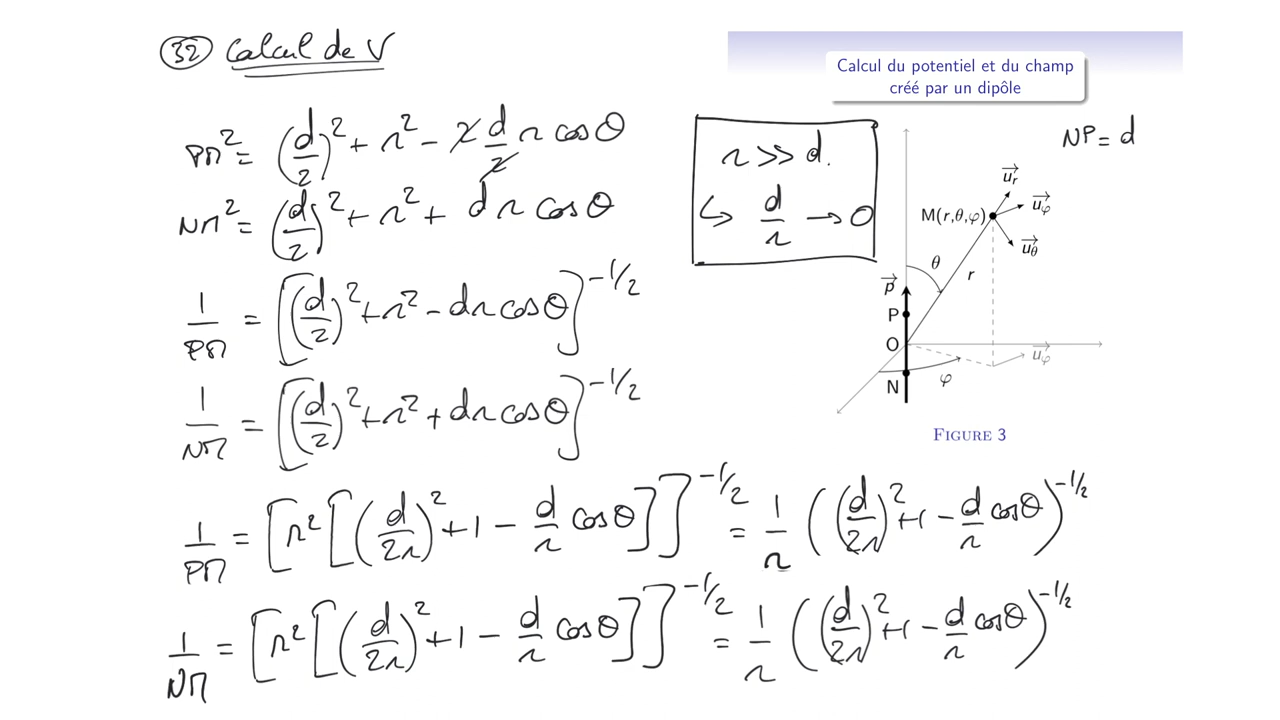 32 Calcul de V
PM² = (d/2)² + r² - 2 d/2 r cos θ
NM² = (d/2)² + r² + d r cos θ
1/PM = [(d/2)² + r² - dr cos θ]^-1/2
1/NM = [(d/2)² + r² + dr cos θ]^-1/2
1/PM = [r² [(d/2r)² + 1 - d/r cos θ]]^-1/2 = 1/r ((d/2r)² + 1 - d/r cos θ)^-1/2
1/NM = [r² [(d/2r)² + 1 - d/r cos θ]]^-1/2 = 1/r ((d/2r)² + 1 - d/r cos θ)^-1/2
r >> d.
↳ d/r → 0
Calcul du potentiel et du champ
créé par un dipôle
NP = d
u⃗r
M(r,θ,φ)
u⃗φ
u⃗θ
θ
r
p⃗
P
O
u⃗φ
N
φ
FIGURE 3